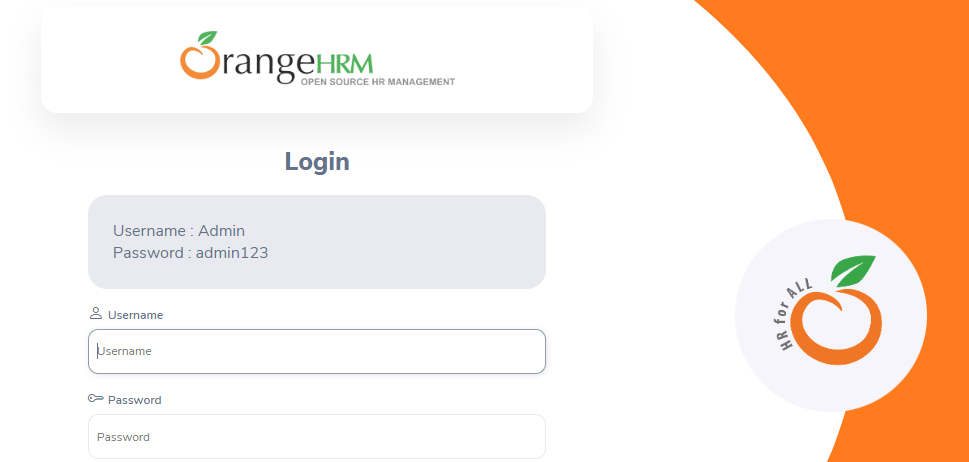 OrangeHRM
OPEN SOURCE HR MANAGEMENT
Login
Username : Admin
Password : admin123
Username
Username
Password
Password
HR for ALL